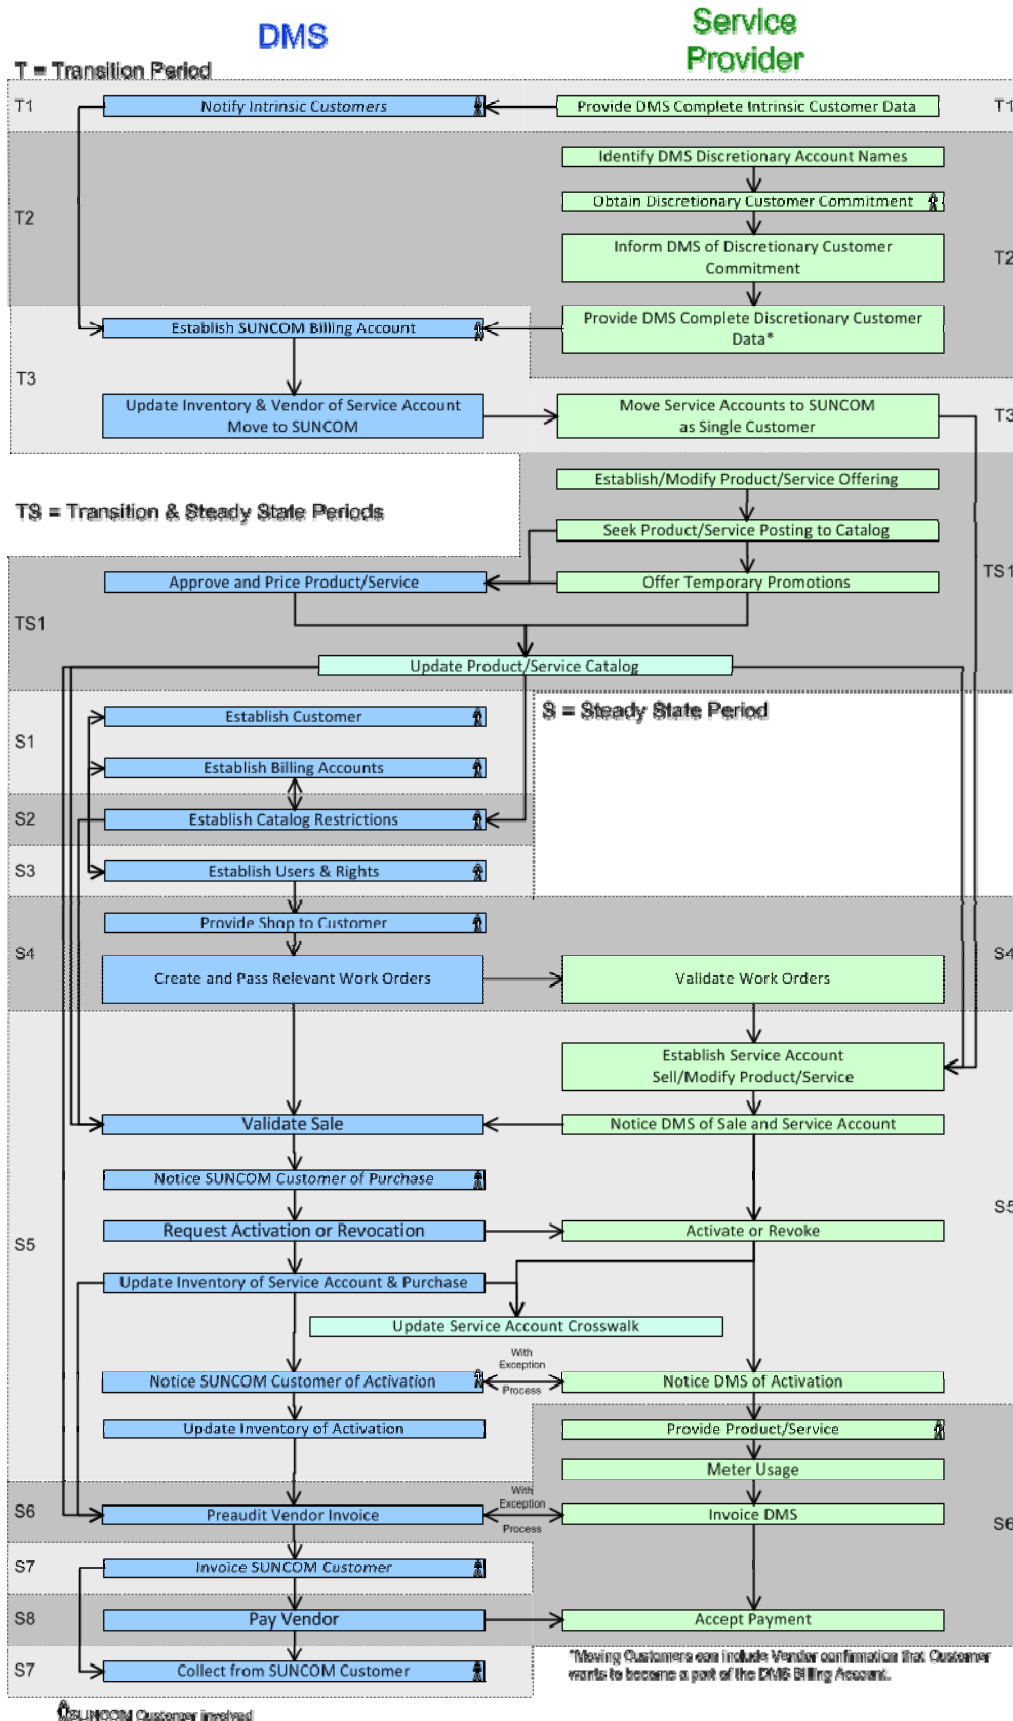 DMS
Service
Provider
T = Transition Period
T1
Notify Intrinsic Customers
Provide DMS Complete Intrinsic Customer Data
T1
Identify DMS Discretionary Account Names
T2
Obtain Discretionary Customer Commitment
Inform DMS of Discretionary Customer
Commitment
T2
Establish SUNCOM Billing Account
Provide DMS Complete Discretionary Customer
Data*
T3
Update Inventory & Vendor of Service Account
Move to SUNCOM
Move Service Accounts to SUNCOM
as Single Customer
T3
Establish/Modify Product/Service Offering
TS = Transition & Steady State Periods
Seek Product/Service Posting to Catalog
TS1
Approve and Price Product/Service
Offer Temporary Promotions
TS1
Update Product/Service Catalog
S = Steady State Period
S1
Establish Customer
Establish Billing Accounts
S2
Establish Catalog Restrictions
S3
Establish Users & Rights
Provide Shop to Customer
S4
Create and Pass Relevant Work Orders
Validate Work Orders
S4
Establish Service Account
Sell/Modify Product/Service
Validate Sale
Notice DMS of Sale and Service Account
Notice SUNCOM Customer of Purchase
S5
Request Activation or Revocation
Activate or Revoke
S5
Update Inventory of Service Account & Purchase
Update Service Account Crosswalk
With
Exception
Process
Notice SUNCOM Customer of Activation
Notice DMS of Activation
Update Inventory of Activation
Provide Product/Service
Meter Usage
With
Exception
Process
S6
Preaudit Vendor Invoice
Invoice DMS
S6
S7
Invoice SUNCOM Customer
S8
Pay Vendor
Accept Payment
S7
Collect from SUNCOM Customer
*Moving Customers can include Vendor confirmation that Customer
wants to become a part of the DMS Billing Account.
SUNCOM Customer involved